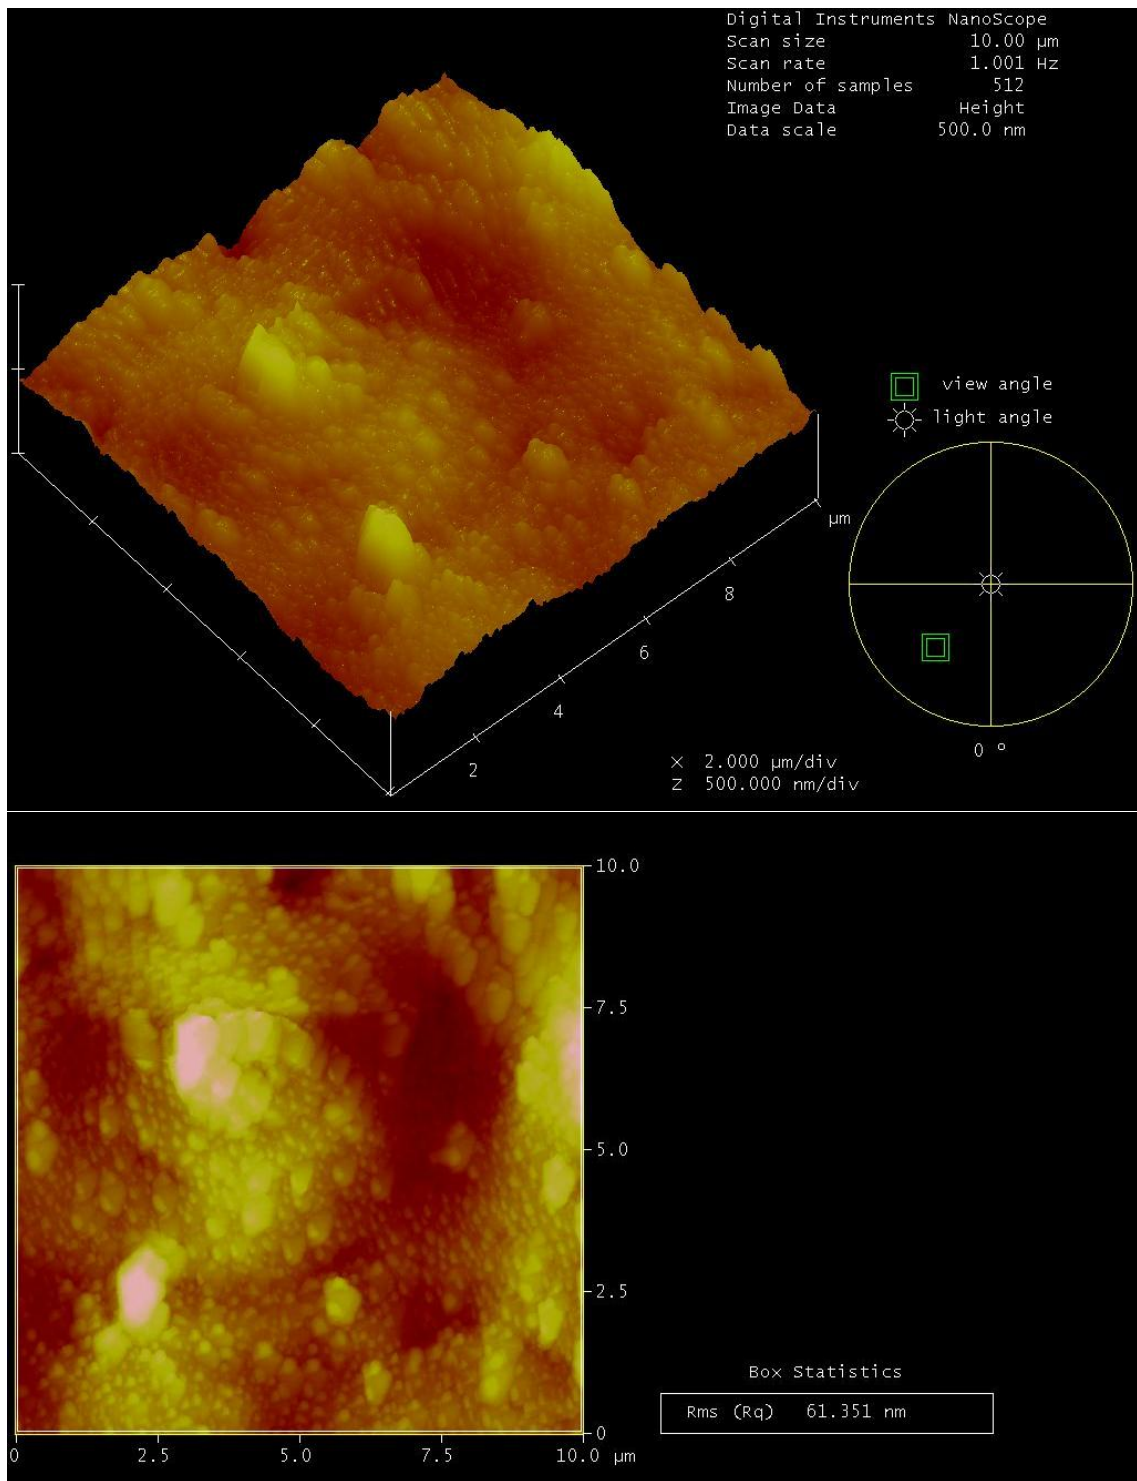 Digital Instruments NanoScope
Scan size 10.00 µm
Scan rate 1.001 Hz
Number of samples 512
Image Data Height
Data scale 500.0 nm
view angle
light angle
µm
8
6
4
2
0 º
X 2.000 µm/div
Z 500.000 nm/div
10.0
7.5
5.0
2.5
0
Box Statistics
Rms (Rq) 61.351 nm
0 2.5 5.0 7.5 10.0 µm